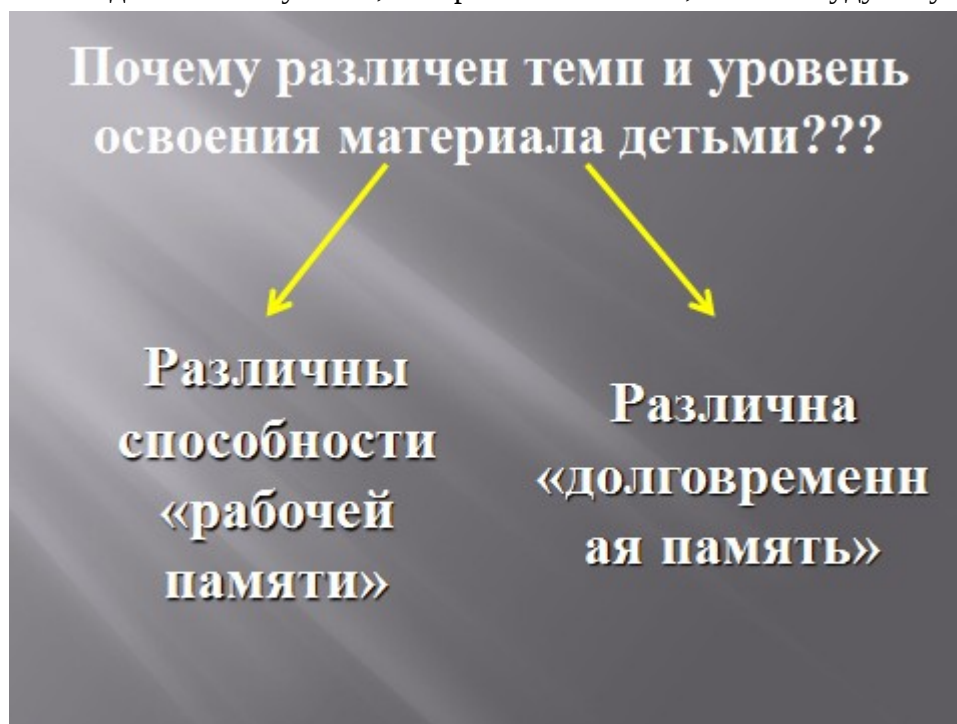 Почему различен темп и уровень
освоения материала детьми???
Различны
способности
«рабочей
памяти»
Различна
«долговременн
ая память»